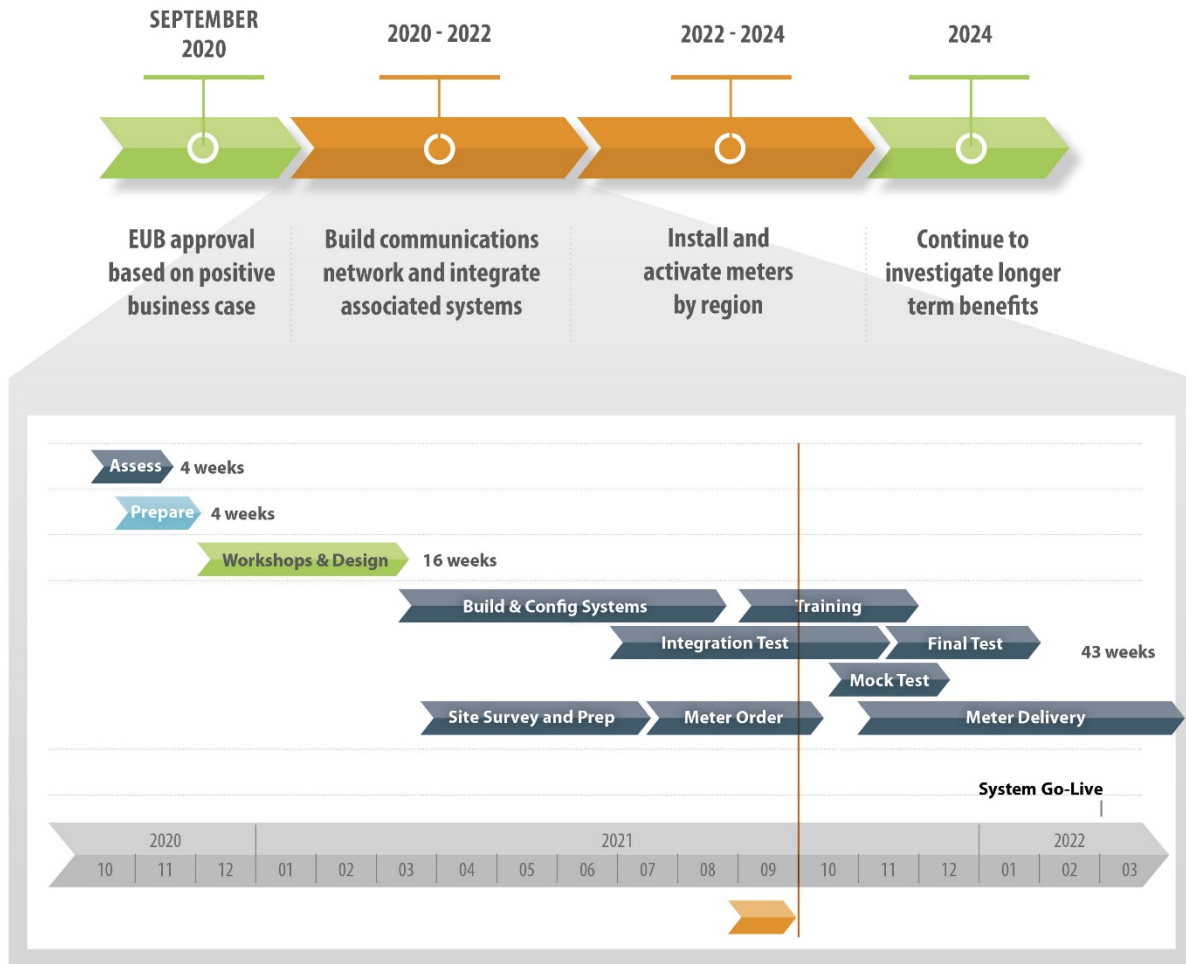 SEPTEMBER
2020
2020 - 2022
2022 - 2024
2024
EUB approval
based on positive
business case
Build communications
network and integrate
associated systems
Install and
activate meters
by region
Continue to
investigate longer
term benefits
Assess
4 weeks
Prepare
4 weeks
Workshops & Design
16 weeks
Build & Config Systems
Training
Integration Test
Final Test
43 weeks
Mock Test
Site Survey and Prep
Meter Order
Meter Delivery
System Go-Live
2020 2021 2022
10 11 12 01 02 03 04 05 06 07 08 09 10 11 12 01 02 03